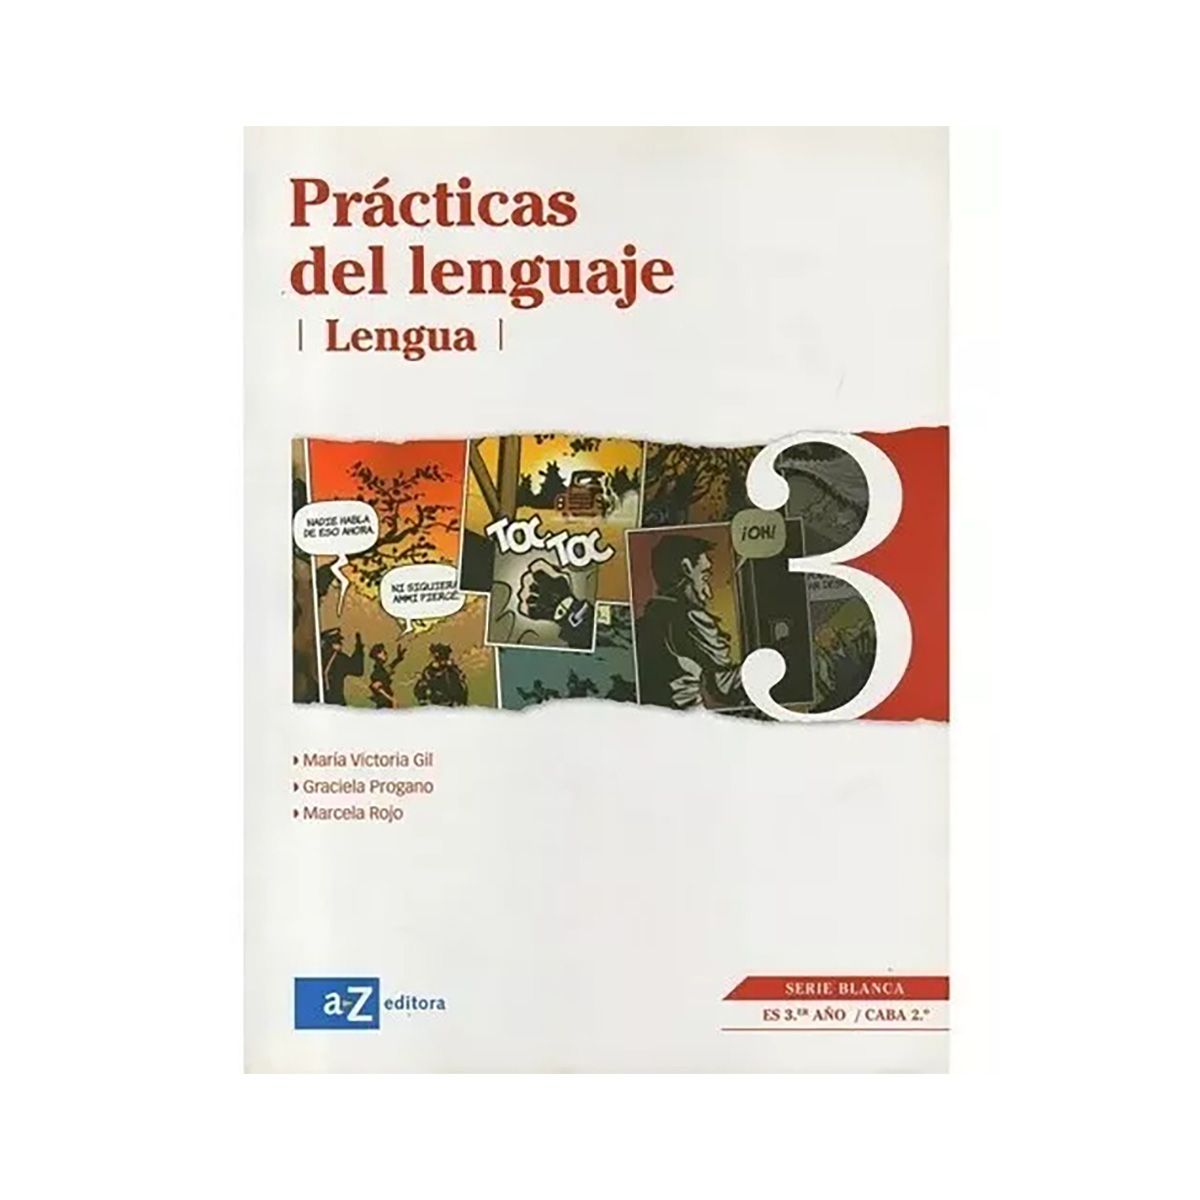 Prácticas
del lenguaje
| Lengua |
3
NADIE HABLA
DE ESO AHORA.
NI SIQUIERA
AMMI PIERCE.
TOC
TOC
¡OH!
María Victoria Gil
Graciela Progano
Marcela Rojo
a-Z editora
SERIE BLANCA
ES 3.ER AÑO / CABA 2.º